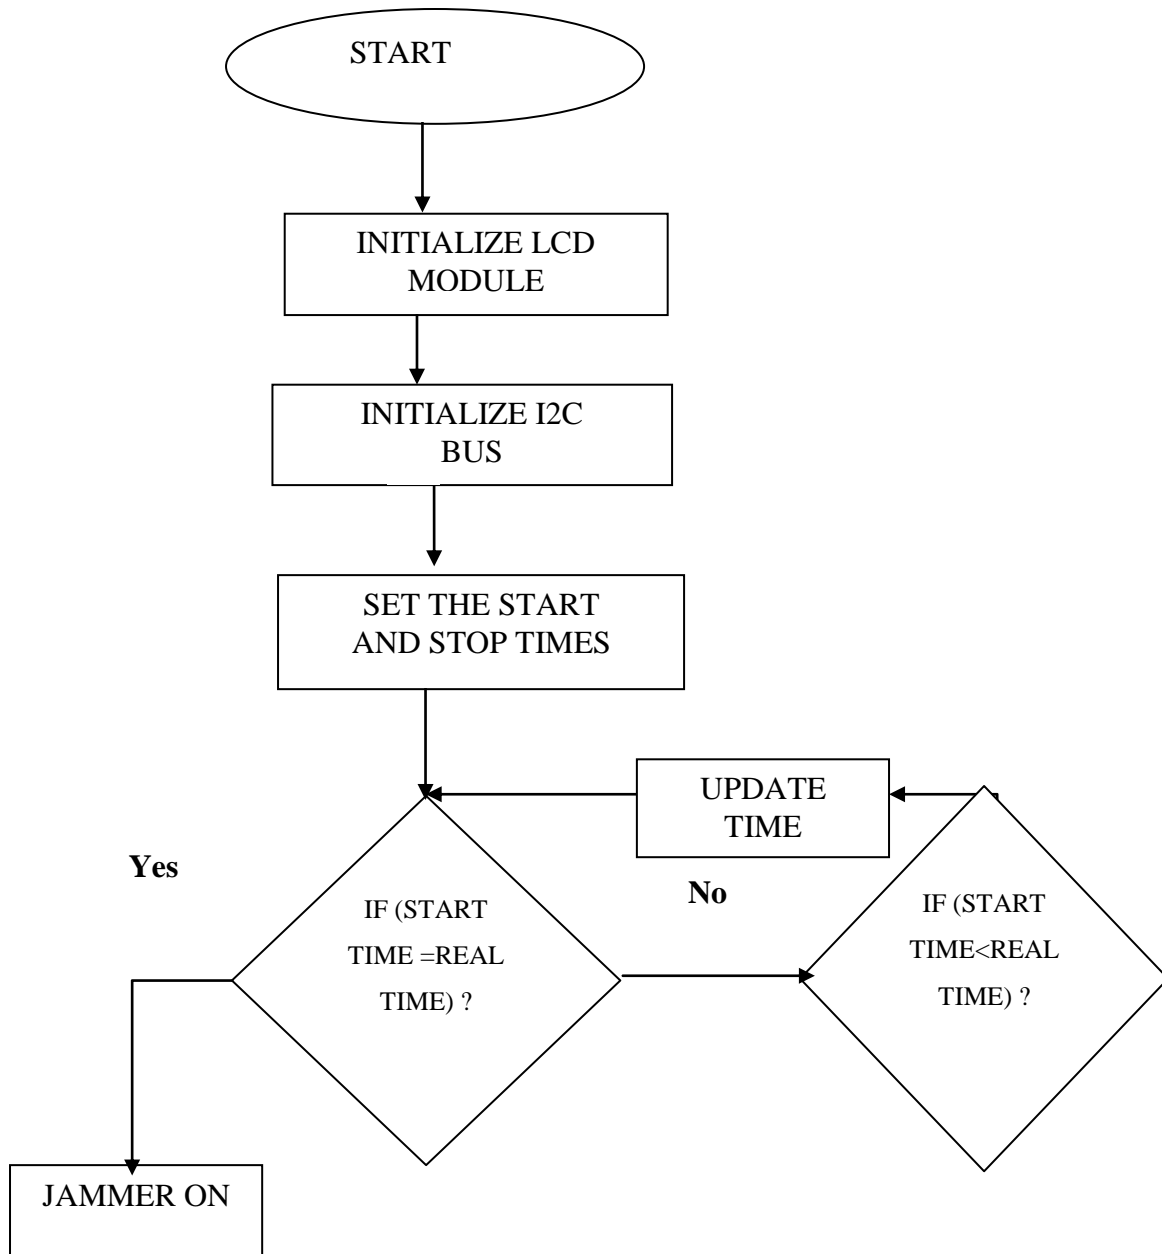 START
INITIALIZE LCD
MODULE
INITIALIZE I2C
BUS
SET THE START
AND STOP TIMES
UPDATE
TIME
Yes
No
IF (START
TIME =REAL
TIME) ?
IF (START
TIME<REAL
TIME) ?
JAMMER ON